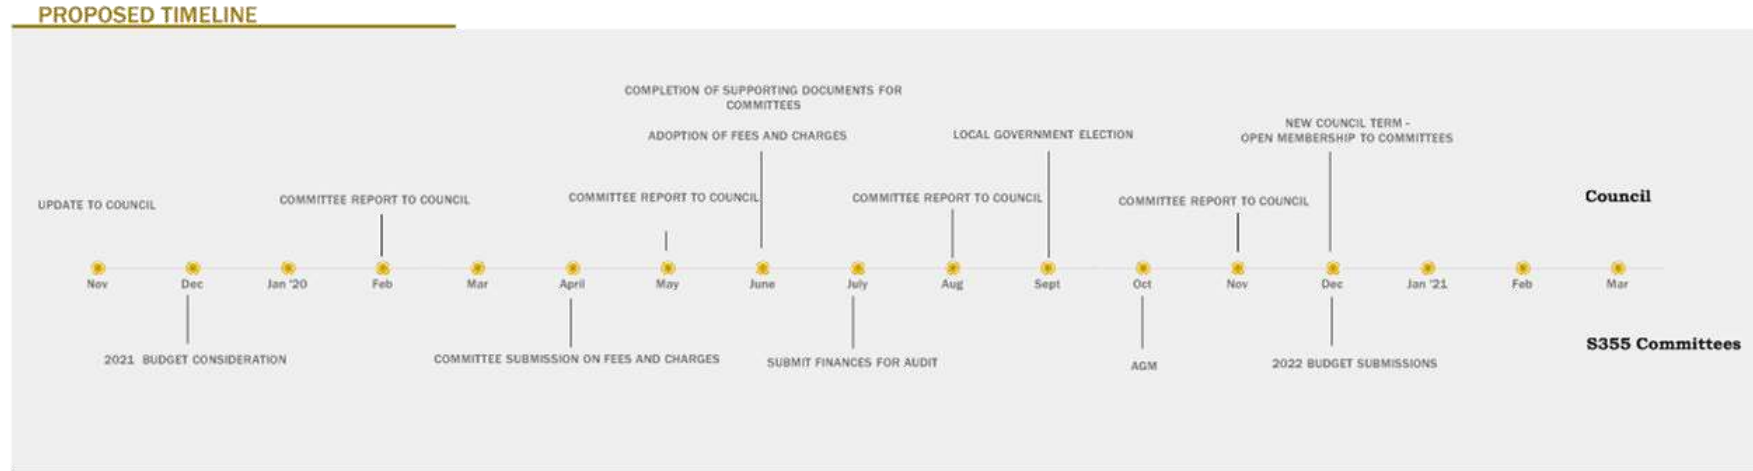 PROPOSED TIMELINE
COMPLETION OF SUPPORTING DOCUMENTS FOR
COMMITTEES
ADOPTION OF FEES AND CHARGES
LOCAL GOVERNMENT ELECTION
NEW COUNCIL TERM -
OPEN MEMBERSHIP TO COMMITTEES
UPDATE TO COUNCIL
COMMITTEE REPORT TO COUNCIL
COMMITTEE REPORT TO COUNCIL
COMMITTEE REPORT TO COUNCIL
COMMITTEE REPORT TO COUNCIL
Council
Nov Dec Jan '20 Feb Mar April May June July Aug Sept Oct Nov Dec Jan '21 Feb Mar
S355 Committees
2021 BUDGET CONSIDERATION
COMMITTEE SUBMISSION ON FEES AND CHARGES
SUBMIT FINANCES FOR AUDIT
AGM
2022 BUDGET SUBMISSIONS